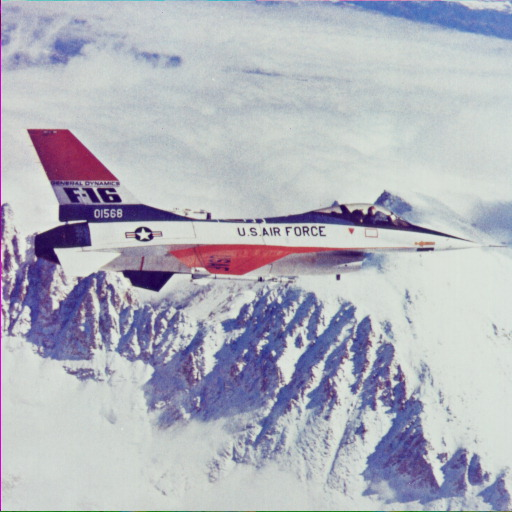 GENERAL DYNAMICS
F-16
01568
U.S. AIR FORCE